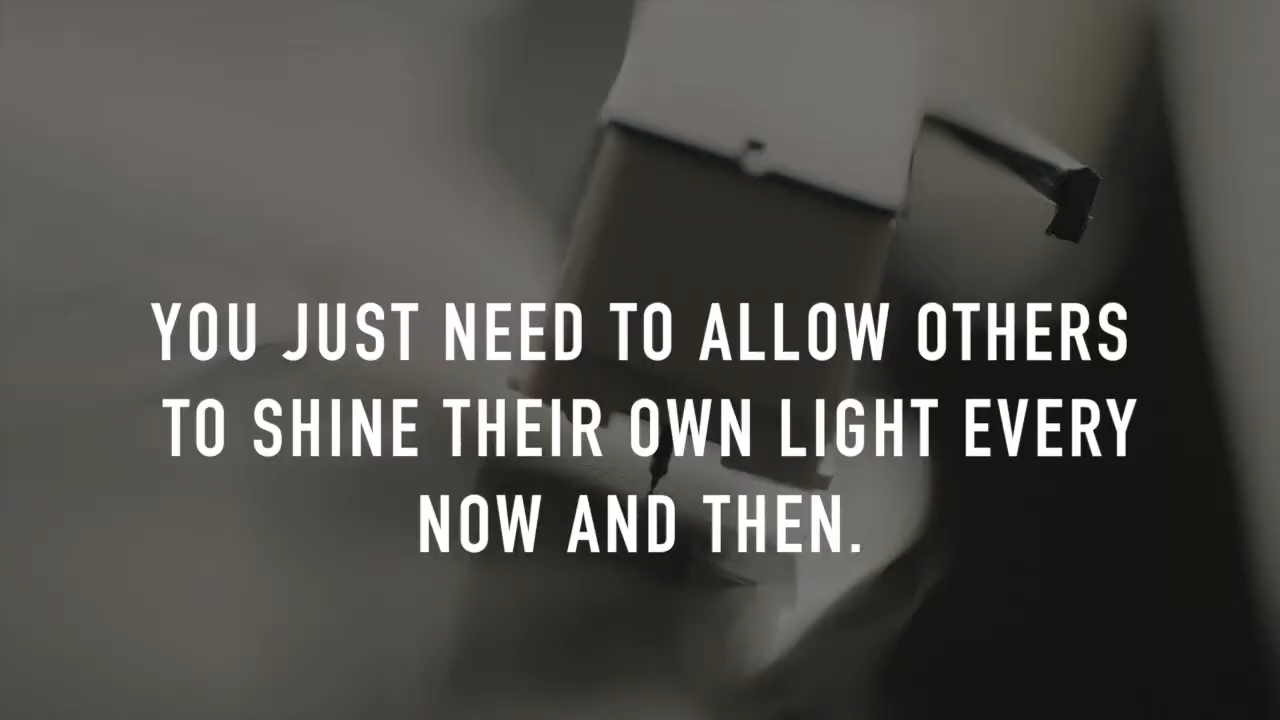 YOU JUST NEED TO ALLOW OTHERS
TO SHINE THEIR OWN LIGHT EVERY
NOW AND THEN.